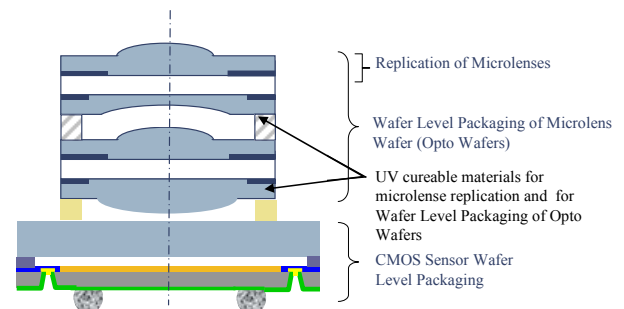 Replication of Microlenses
Wafer Level Packaging of Microlens
Wafer (Opto Wafers)
UV cureable materials for
microlense replication and for
Wafer Level Packaging of Opto
Wafers
CMOS Sensor Wafer
Level Packaging